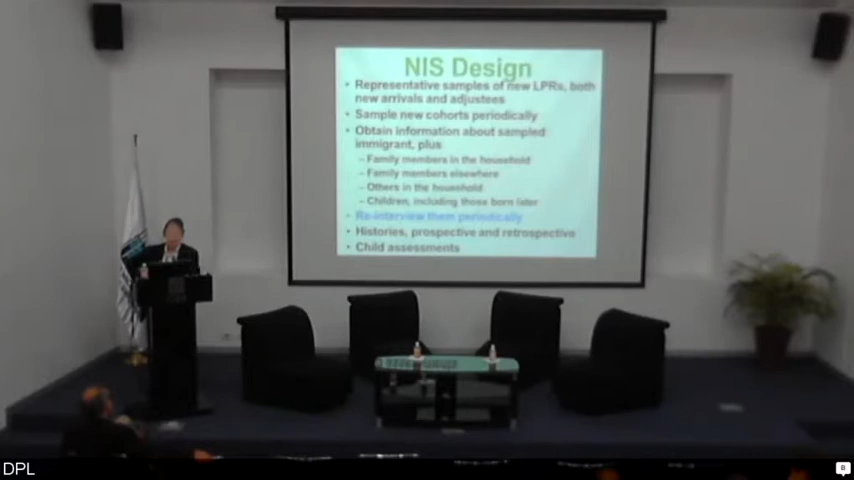 NIS Design
• Representative samples of new LPRs, both
new arrivals and adjustees
• Sample new cohorts periodically
• Obtain information about sampled
immigrant, plus
– Family members in the household
– Family members elsewhere
– Others in the household
– Children, including those born later
• Re-interview them periodically
• Histories, prospective and retrospective
• Child assessments
DPL